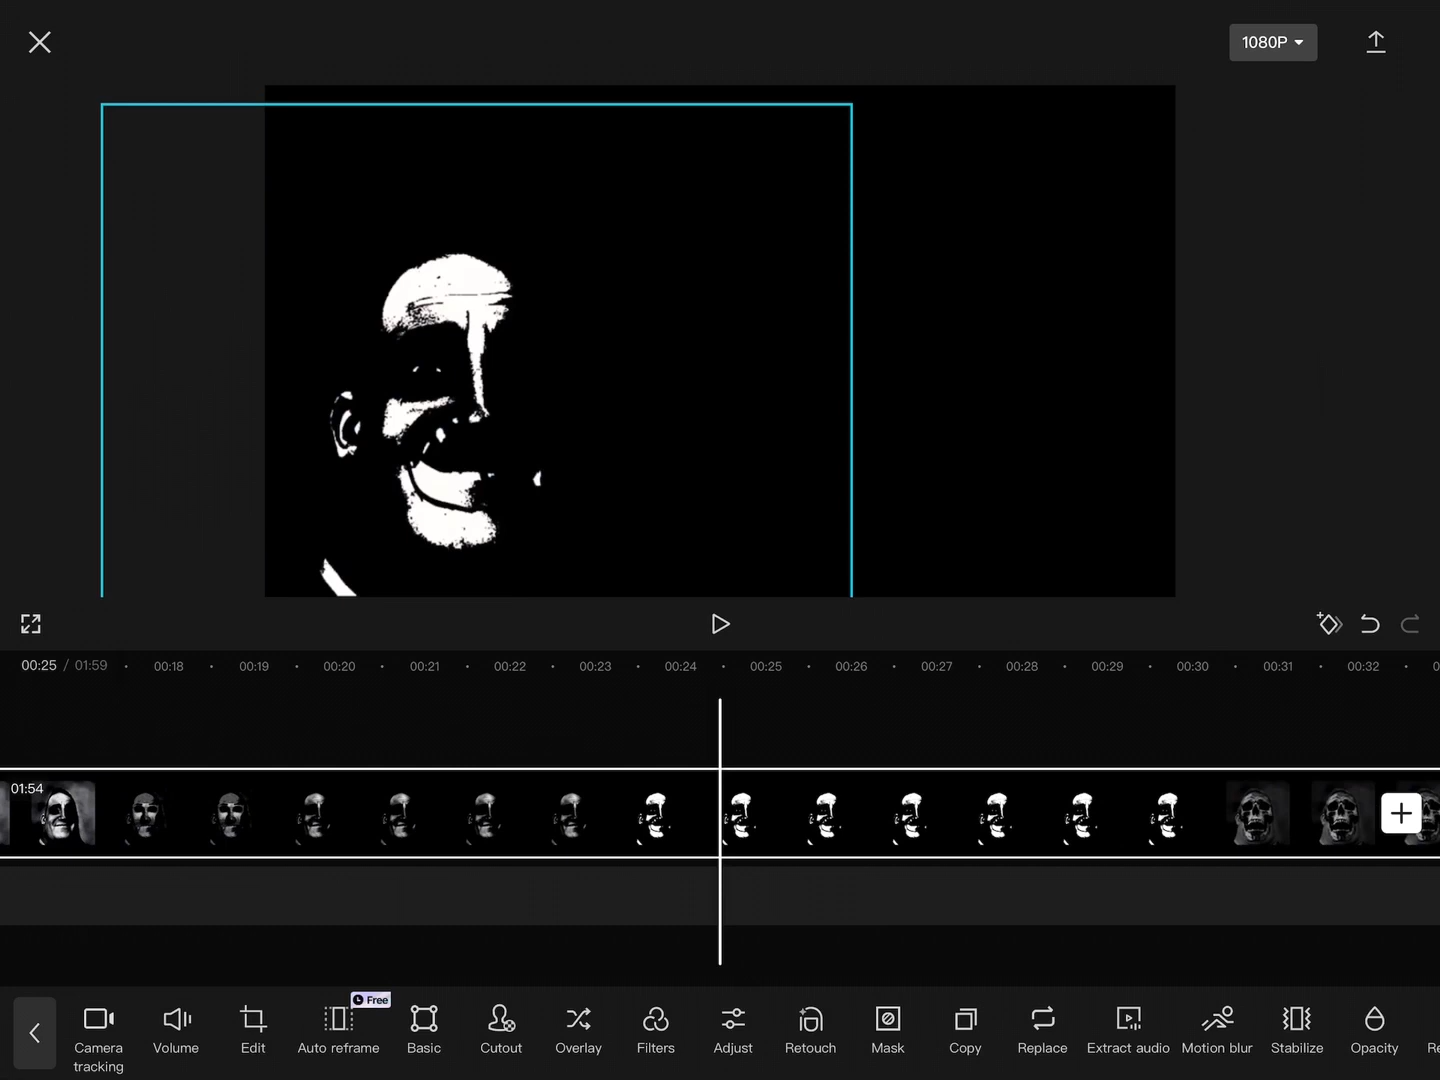 1080P
00:25 / 01:59
00:18
00:19
00:20
00:21
00:22
00:23
00:24
00:25
00:26
00:27
00:28
00:29
00:30
00:31
00:32
0
01:54
Free
Camera
tracking
Volume
Edit
Auto reframe
Basic
Cutout
Overlay
Filters
Adjust
Retouch
Mask
Copy
Replace
Extract audio
Motion blur
Stabilize
Opacity
Re